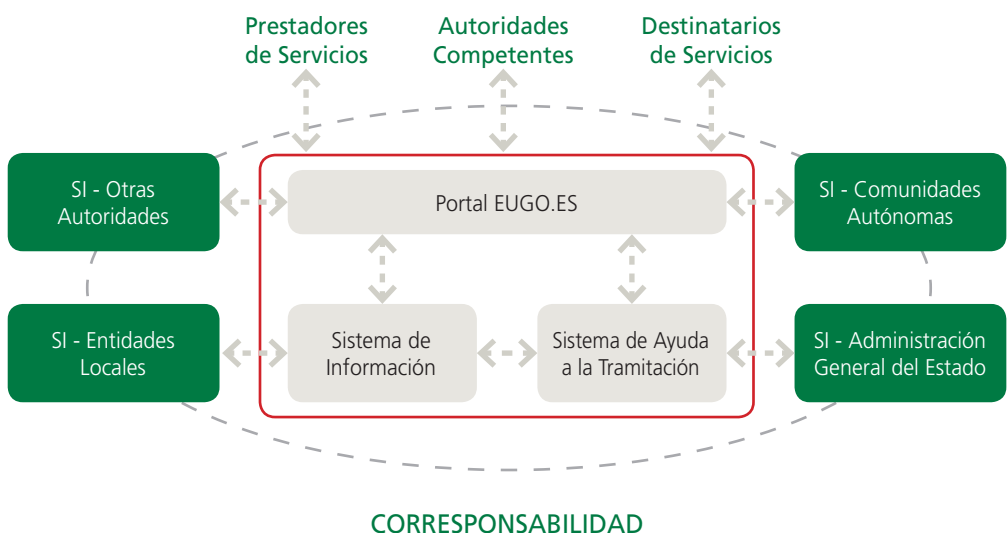 Prestadores
de Servicios
Autoridades
Competentes
Destinatarios
de Servicios
SI - Otras
Autoridades
Portal EUGO.ES
SI - Comunidades
Autónomas
SI - Entidades
Locales
Sistema de
Información
Sistema de Ayuda
a la Tramitación
SI - Administración
General del Estado
CORRESPONSABILIDAD